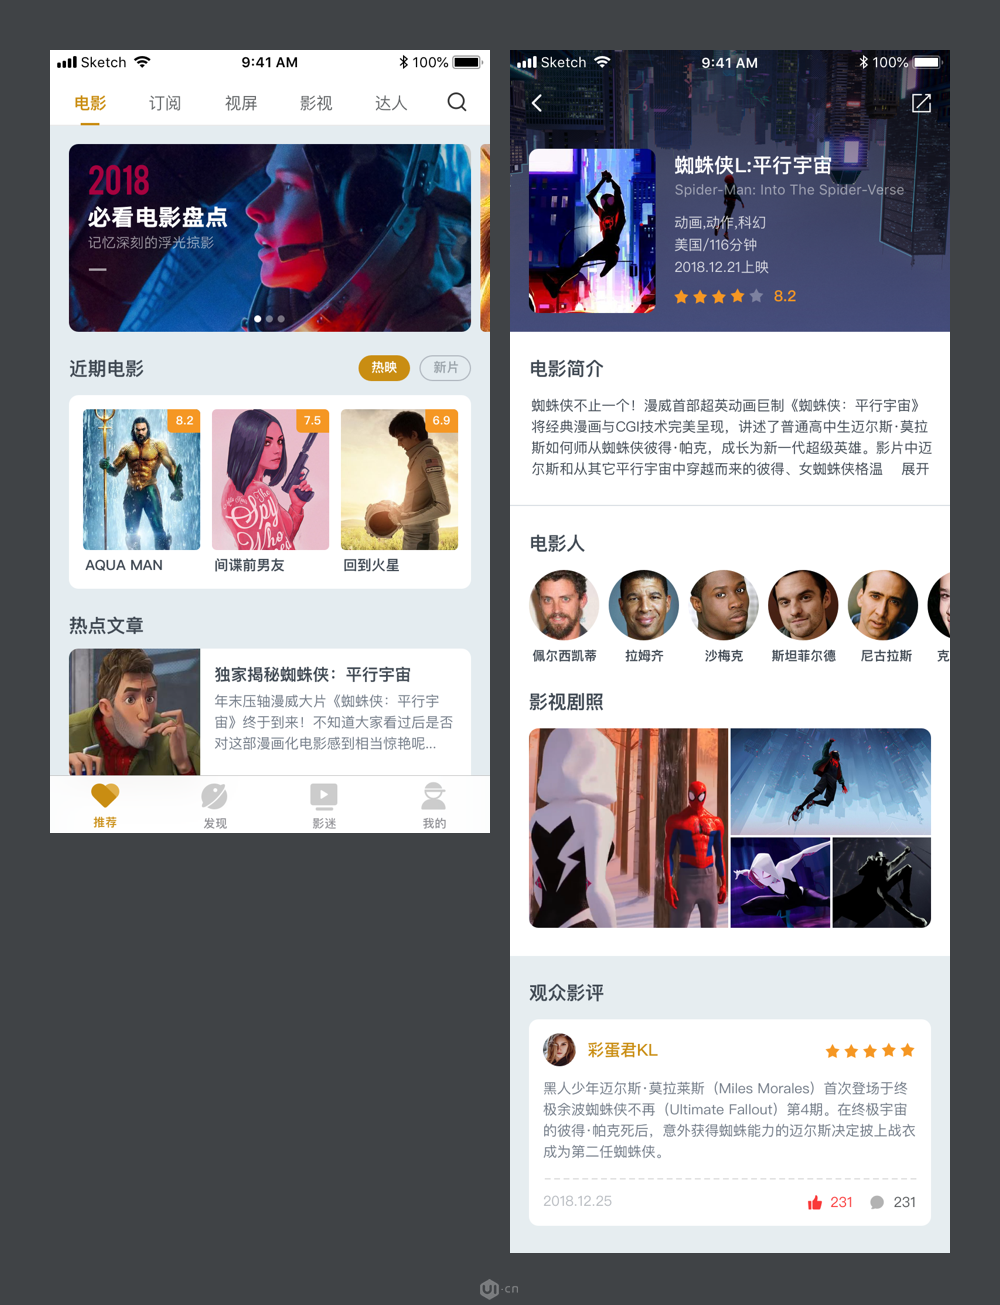 Sketch 9:41 AM 100%
电影 订阅 视屏 影视 达人
2018
必看电影盘点
记忆深刻的浮光掠影
近期电影 热映 新片
8.2 7.5 6.9
The
Spy
Who
AQUA MAN 间谍前男友 回到火星
热点文章
独家揭秘蜘蛛侠：平行宇宙
年末压轴漫威大片《蜘蛛侠：平行宇
宙》终于到来！不知道大家看过后是否
对这部漫画化电影感到相当惊艳呢...
推荐 发现 影迷 我的
Sketch 9:41 AM 100%
蜘蛛侠L:平行宇宙
Spider-Man: Into The Spider-Verse
动画,动作,科幻
美国/116分钟
2018.12.21上映
8.2
电影简介
蜘蛛侠不止一个！漫威首部超英动画巨制《蜘蛛侠：平行宇宙》
将经典漫画与CGI技术完美呈现，讲述了普通高中生迈尔斯·莫拉
斯如何师从蜘蛛侠彼得·帕克，成长为新一代超级英雄。影片中迈
尔斯和从其它平行宇宙中穿越而来的彼得、女蜘蛛侠格温 展开
电影人
佩尔西凯蒂 拉姆齐 沙梅克 斯坦菲尔德 尼古拉斯 克
影视剧照
观众影评
彩蛋君KL
黑人少年迈尔斯·莫拉莱斯（Miles Morales）首次登场于终
极余波蜘蛛侠不再（Ultimate Fallout）第4期。在终极宇宙
的彼得·帕克死后，意外获得蜘蛛能力的迈尔斯决定披上战衣
成为第二任蜘蛛侠。
2018.12.25 231 231
UI·cn